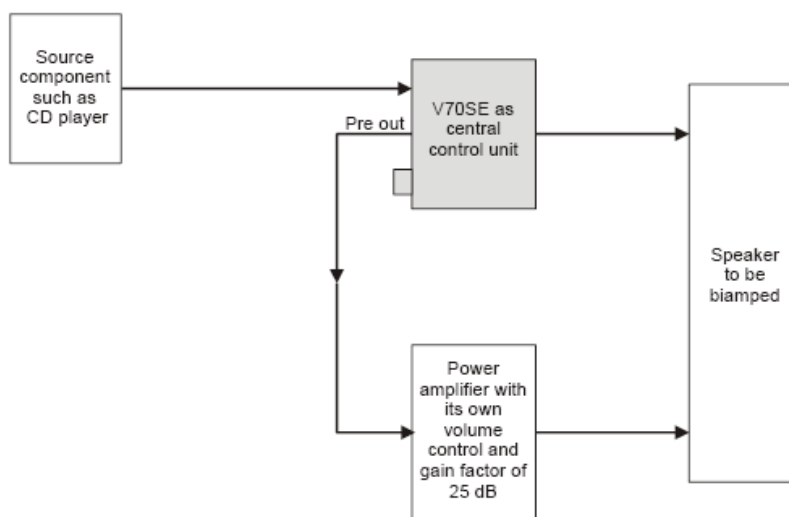 Source
component
such as
CD player
V70SE as
central
control unit
Pre out
Speaker
to be
biamped
Power
amplifier with
its own
volume
control and
gain factor of
25 dB